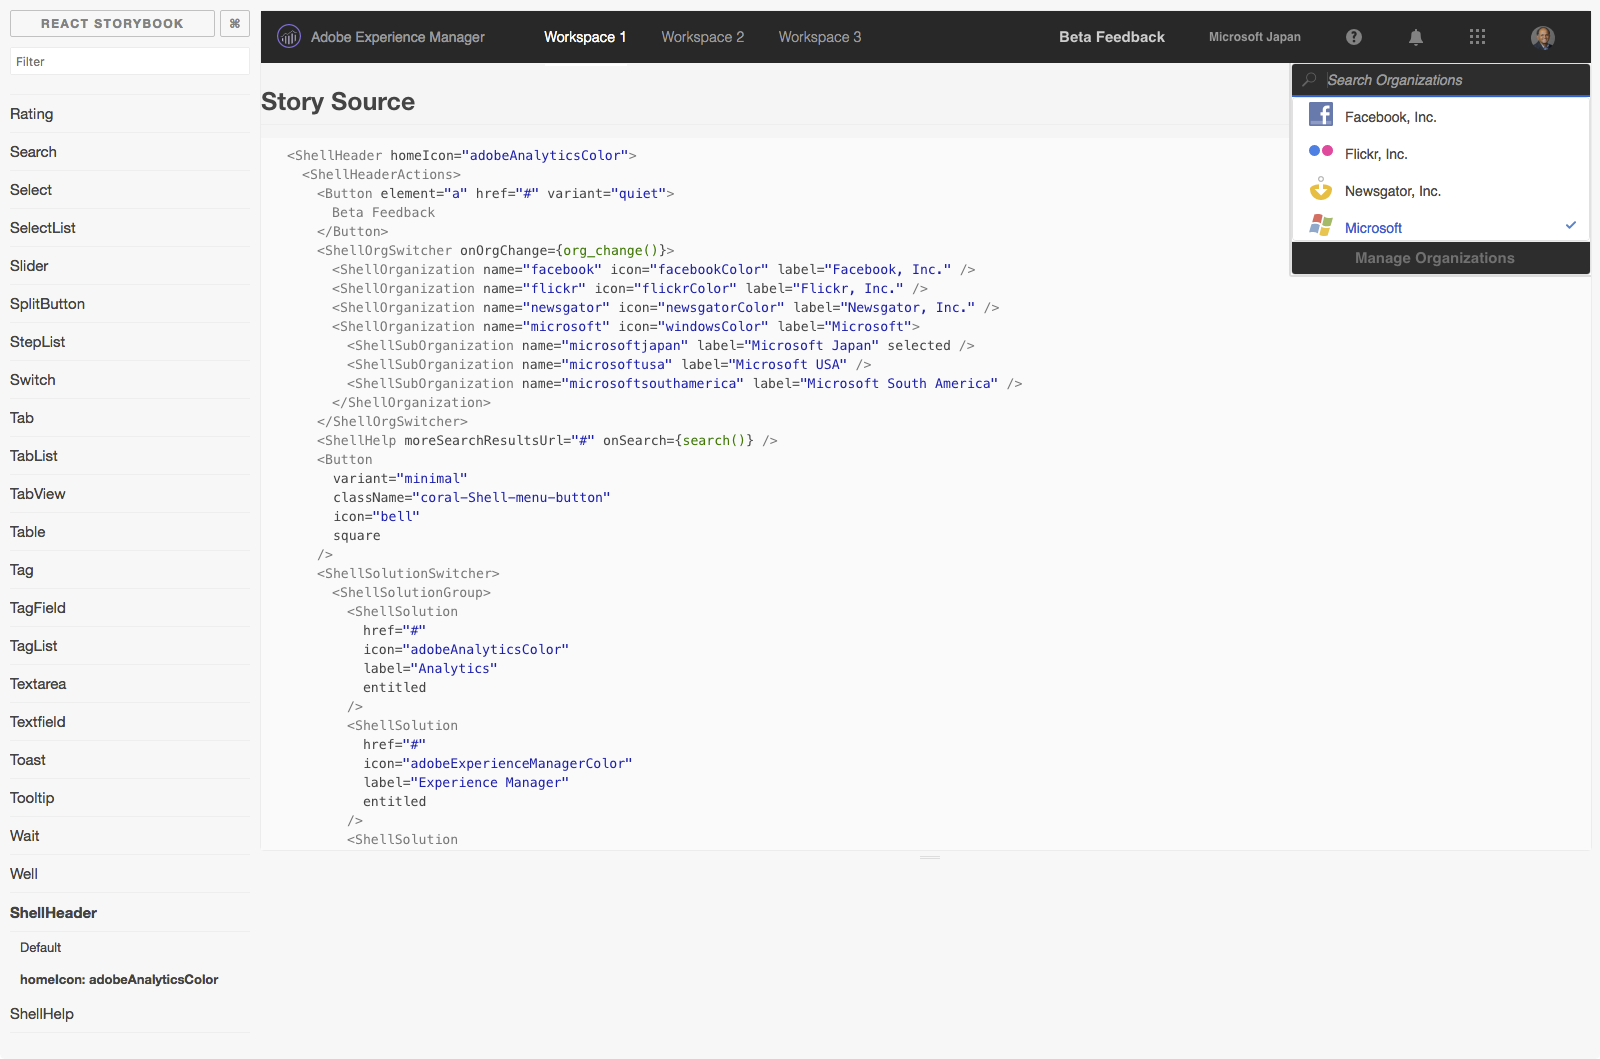 REACT STORYBOOK
⌘
Filter
Rating
Search
Select
SelectList
Slider
SplitButton
StepList
Switch
Tab
TabList
TabView
Table
Tag
TagField
TagList
Textarea
Textfield
Toast
Tooltip
Wait
Well
ShellHeader
Default
homeIcon: adobeAnalyticsColor
ShellHelp
Adobe Experience Manager
Workspace 1
Workspace 2
Workspace 3
Beta Feedback
Microsoft Japan
Search Organizations
Facebook, Inc.
Flickr, Inc.
Newsgator, Inc.
Microsoft
Manage Organizations
Story Source
<ShellHeader homeIcon="adobeAnalyticsColor">
<ShellHeaderActions>
<Button element="a" href="#" variant="quiet">
Beta Feedback
</Button>
<ShellOrgSwitcher onOrgChange={org_change()}>
<ShellOrganization name="facebook" icon="facebookColor" label="Facebook, Inc." />
<ShellOrganization name="flickr" icon="flickrColor" label="Flickr, Inc." />
<ShellOrganization name="newsgator" icon="newsgatorColor" label="Newsgator, Inc." />
<ShellOrganization name="microsoft" icon="windowsColor" label="Microsoft">
<ShellSubOrganization name="microsoftjapan" label="Microsoft Japan" selected />
<ShellSubOrganization name="microsoftusa" label="Microsoft USA" />
<ShellSubOrganization name="microsoftsouthamerica" label="Microsoft South America" />
</ShellOrganization>
</ShellOrgSwitcher>
<ShellHelp moreSearchResultsUrl="#" onSearch={search()} />
<Button
variant="minimal"
className="coral-Shell-menu-button"
icon="bell"
square
/>
<ShellSolutionSwitcher>
<ShellSolutionGroup>
<ShellSolution
href="#"
icon="adobeAnalyticsColor"
label="Analytics"
entitled
/>
<ShellSolution
href="#"
icon="adobeExperienceManagerColor"
label="Experience Manager"
entitled
/>
<ShellSolution